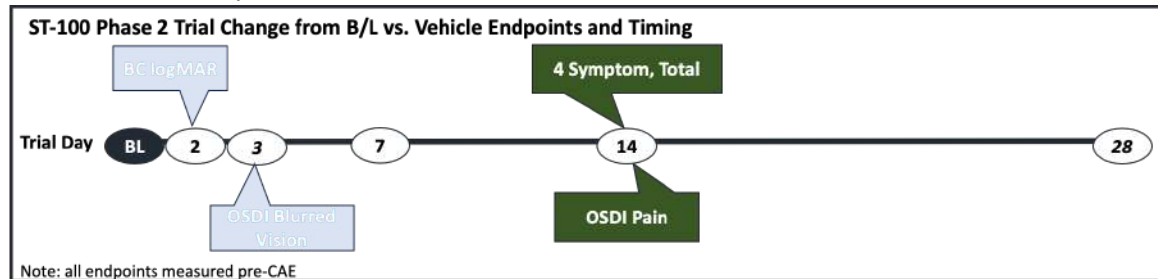 ST-100 Phase 2 Trial Change from B/L vs. Vehicle Endpoints and Timing
BC logMAR
4 Symptom, Total
Trial Day
BL
2
3
7
14
28
OSDI Blurred
Vision
OSDI Pain
Note: all endpoints measured pre-CAE